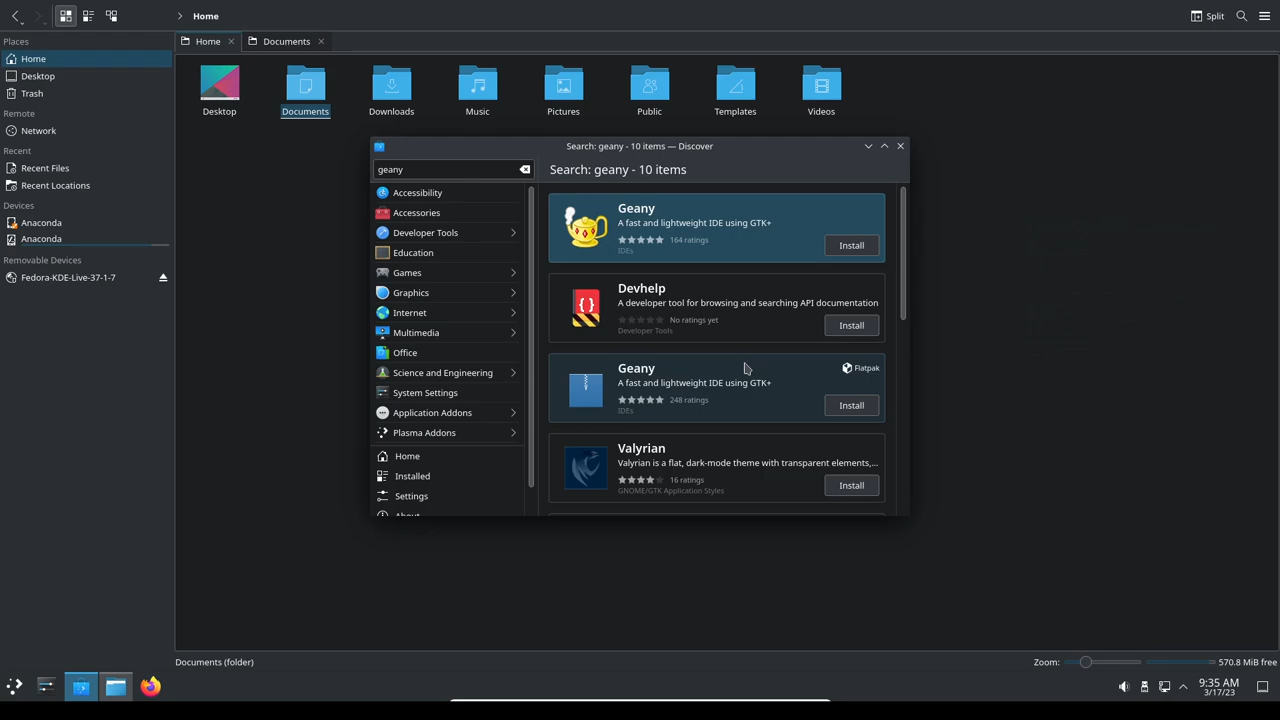 Home
Split
Places
Home
Desktop
Trash
Remote
Network
Recent
Recent Files
Recent Locations
Devices
Anaconda
Anaconda
Removable Devices
Fedora-KDE-Live-37-1-7
Home
Documents
Desktop
Documents
Downloads
Music
Pictures
Public
Templates
Videos
Search: geany - 10 items — Discover
geany
Search: geany - 10 items
Accessibility
Accessories
Developer Tools
Education
Games
Graphics
Internet
Multimedia
Office
Science and Engineering
System Settings
Application Addons
Plasma Addons
Home
Installed
Settings
About
Geany
A fast and lightweight IDE using GTK+
164 ratings
IDEs
Install
Devhelp
A developer tool for browsing and searching API documentation
No ratings yet
Developer Tools
Install
Geany
Flatpak
A fast and lightweight IDE using GTK+
248 ratings
IDEs
Install
Valyrian
Valyrian is a flat, dark-mode theme with transparent elements,...
16 ratings
GNOME/GTK Application Styles
Install
Documents (folder)
Zoom:
570.8 MiB free
9:35 AM
3/17/23